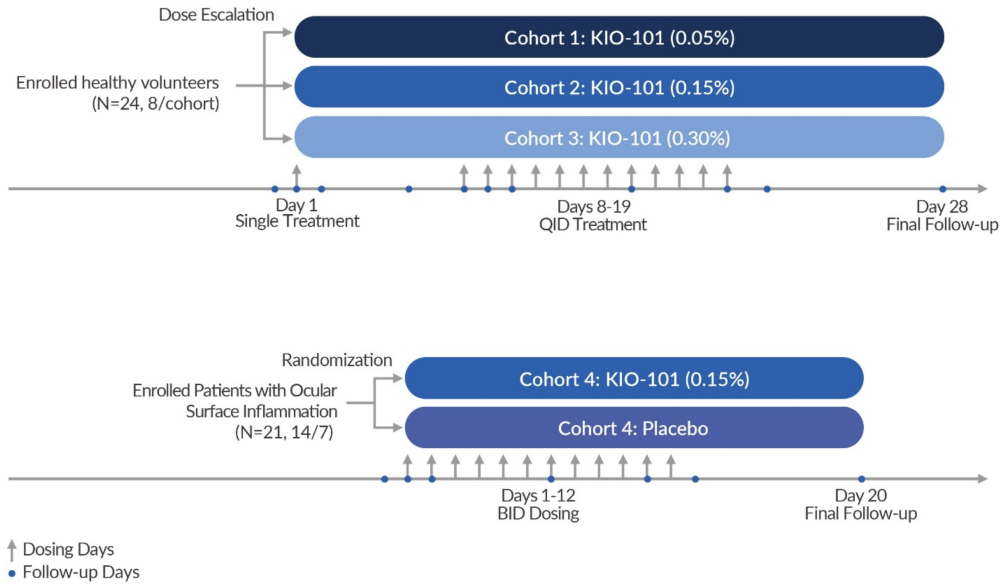 Dose Escalation
Cohort 1: KIO-101 (0.05%)
Enrolled healthy volunteers
(N=24, 8/cohort)
Cohort 2: KIO-101 (0.15%)
Cohort 3: KIO-101 (0.30%)
Day 1
Single Treatment
Days 8-19
QID Treatment
Day 28
Final Follow-up
Randomization
Enrolled Patients with Ocular
Surface Inflammation
(N=21, 14/7)
Cohort 4: KIO-101 (0.15%)
Cohort 4: Placebo
Days 1-12
BID Dosing
Day 20
Final Follow-up
Dosing Days
Follow-up Days